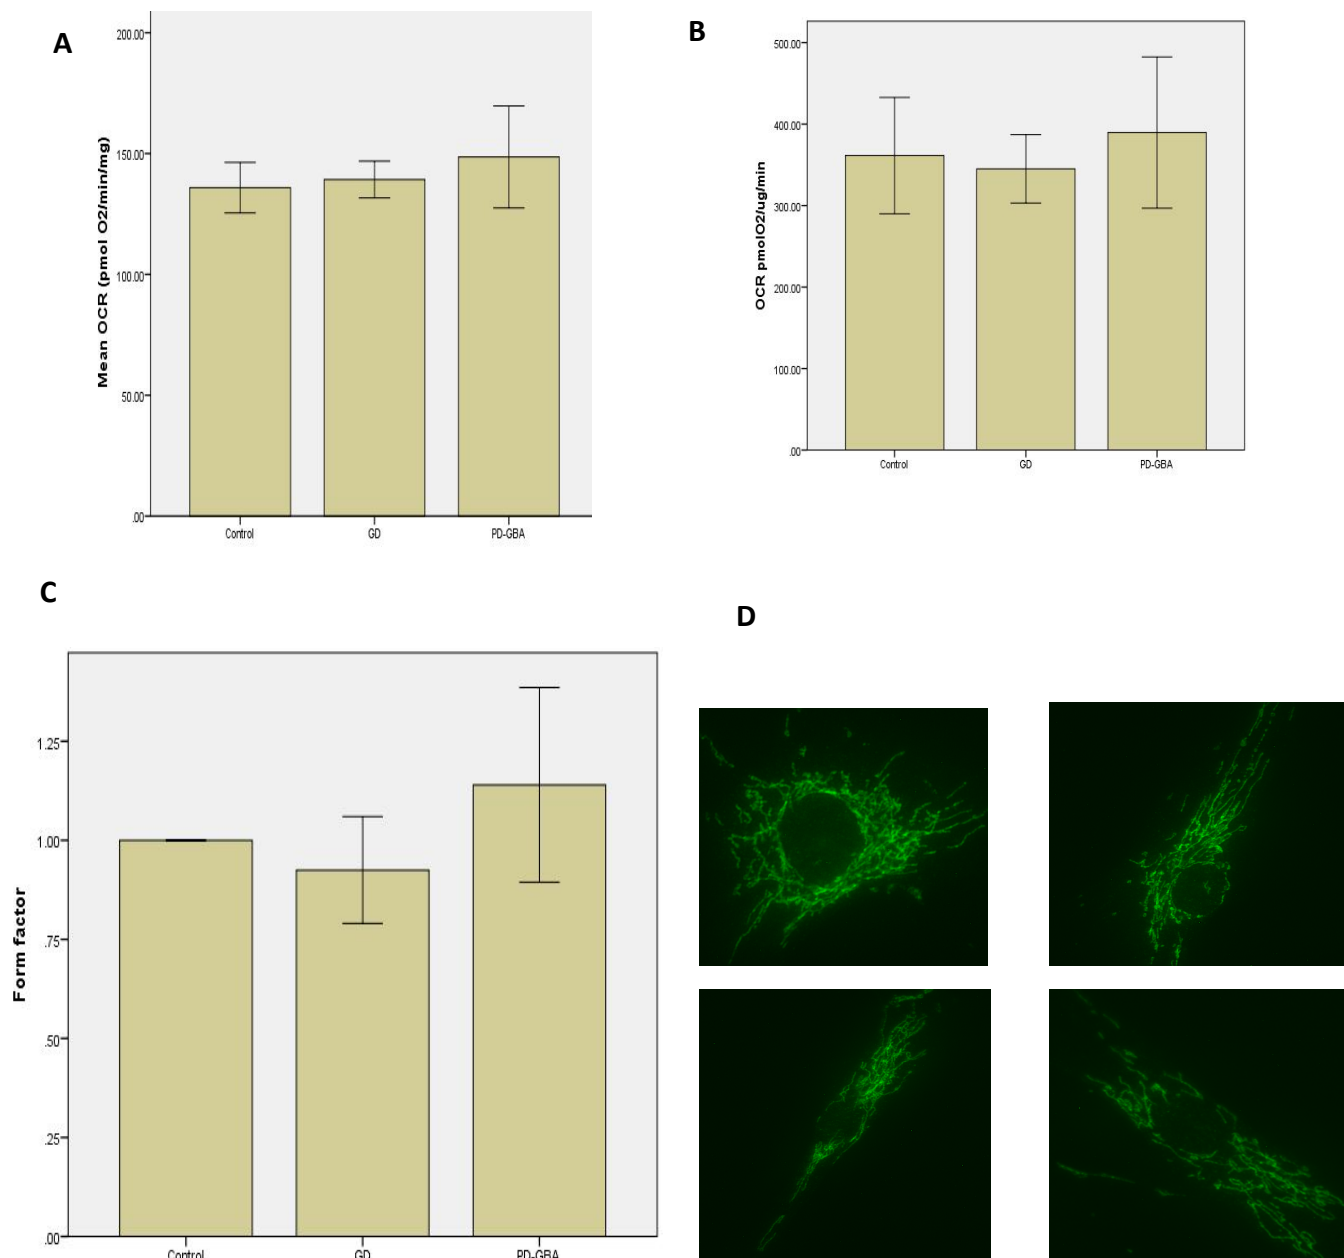 A
200.00
150.00
100.00
50.00
.00
Mean OCR (pmol O2/min/mg)
Control GD PD-GBA
B
500.00
400.00
300.00
200.00
100.00
.00
OCR pmolO2/ug/min
Control GD PD-GBA
C
1.25
1.00
.75
.50
.25
.00
Form factor
Control GD PD-GBA
D